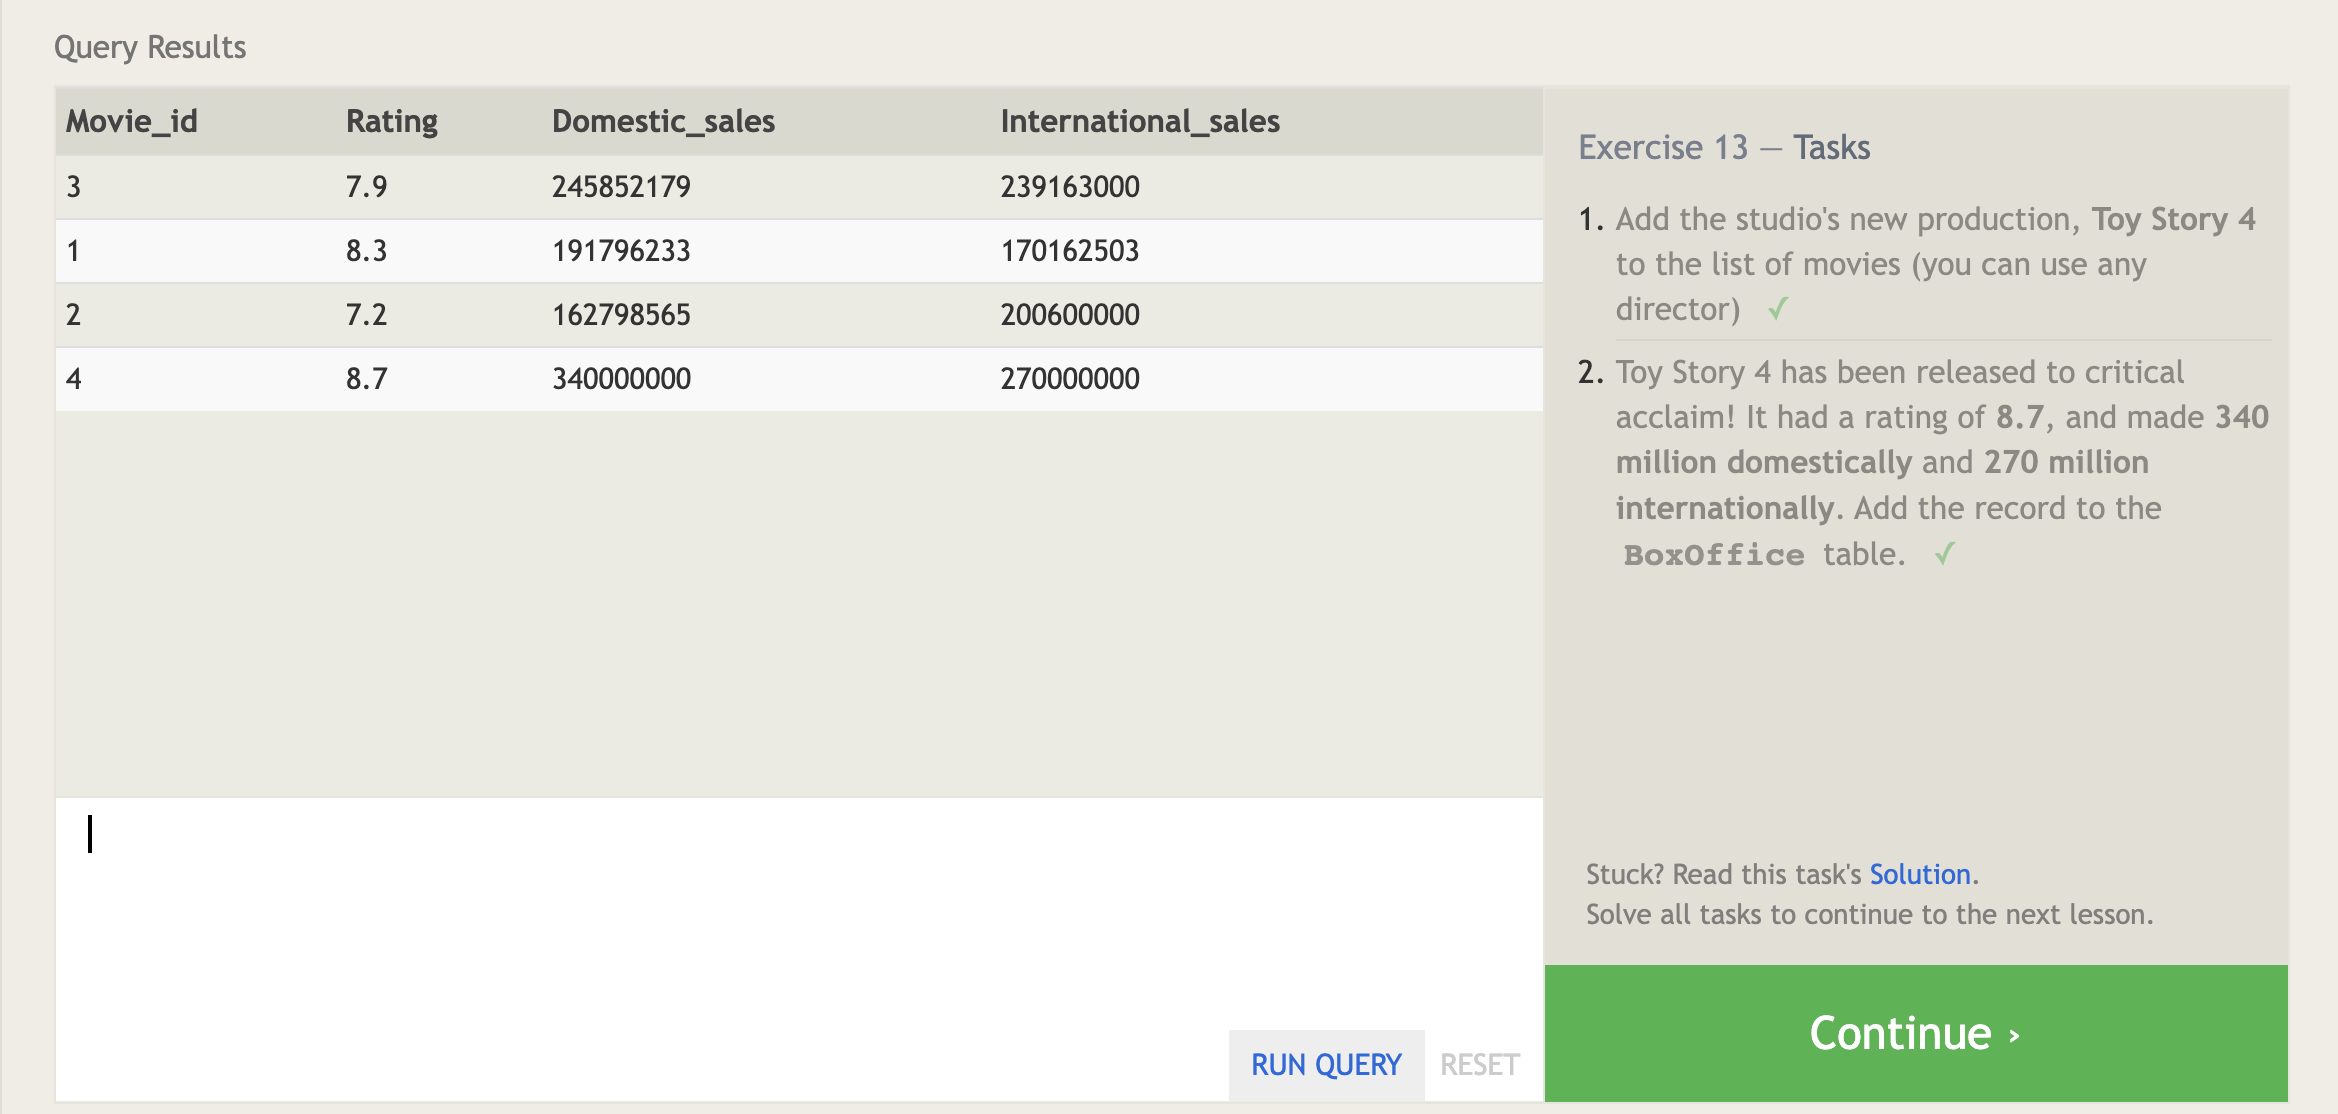 Query Results
Movie_id Rating Domestic_sales International_sales
3 7.9 245852179 239163000
1 8.3 191796233 170162503
2 7.2 162798565 200600000
4 8.7 340000000 270000000
RUN QUERY RESET
Exercise 13 — Tasks
1. Add the studio's new production, Toy Story 4
to the list of movies (you can use any
director) ✓
2. Toy Story 4 has been released to critical
acclaim! It had a rating of 8.7, and made 340
million domestically and 270 million
internationally. Add the record to the
BoxOffice table. ✓
Stuck? Read this task's Solution.
Solve all tasks to continue to the next lesson.
Continue ›